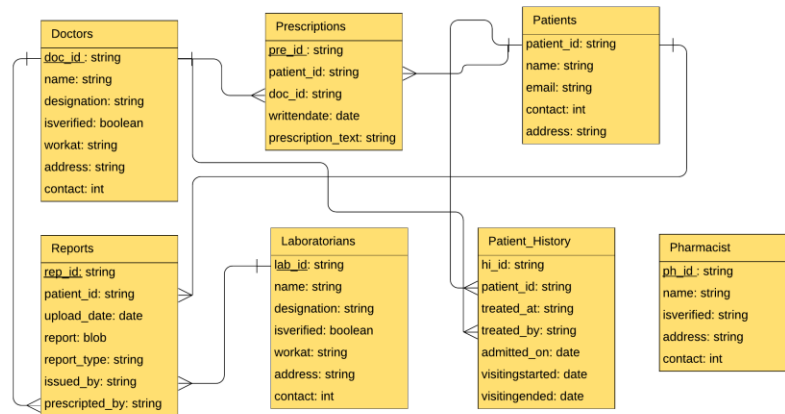 Doctors
doc_id : string
name: string
designation: string
isverified: boolean
workat: string
address: string
contact: int
Prescriptions
pre_id : string
patient_id: string
doc_id: string
writtendate: date
prescription_text: string
Patients
patient_id: string
name: string
email: string
contact: int
address: string
Reports
rep_id: string
patient_id: string
upload_date: date
report: blob
report_type: string
issued_by: string
prescripted_by: string
Laboratorians
lab_id: string
name: string
designation: string
isverified: boolean
workat: string
address: string
contact: int
Patient_History
hi_id: string
patient_id: string
treated_at: string
treated_by: string
admitted_on: date
visitingstarted: date
visitingended: date
Pharmacist
ph_id : string
name: string
isverified: string
address: string
contact: int